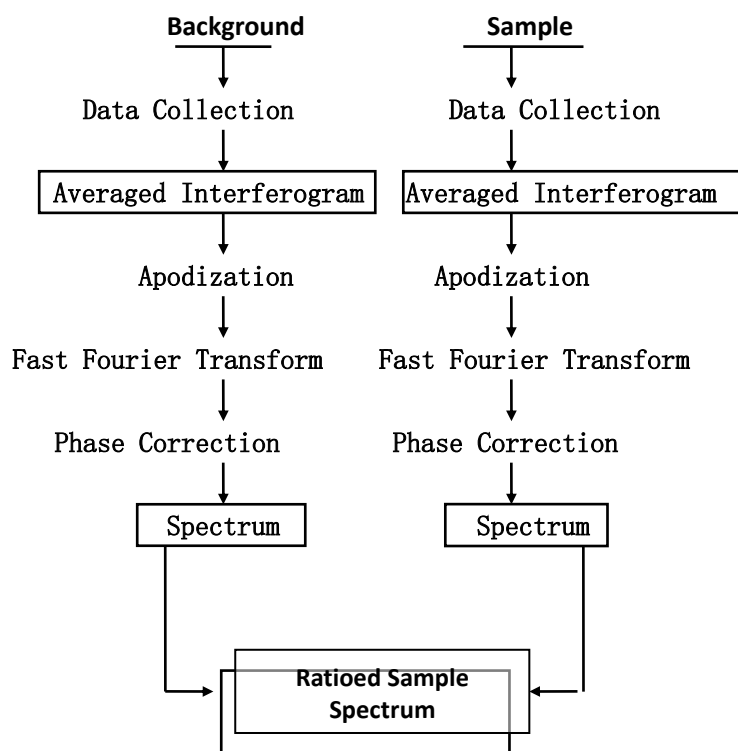 Background
Data Collection
Averaged Interferogram
Apodization
Fast Fourier Transform
Phase Correction
Spectrum
Sample
Data Collection
Averaged Interferogram
Apodization
Fast Fourier Transform
Phase Correction
Spectrum
Ratioed Sample
Spectrum